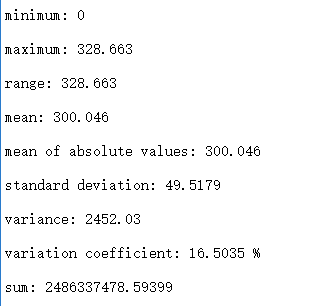 minimum: 0
maximum: 328.663
range: 328.663
mean: 300.046
mean of absolute values: 300.046
standard deviation: 49.5179
variance: 2452.03
variation coefficient: 16.5035 %
sum: 2486337478.59399